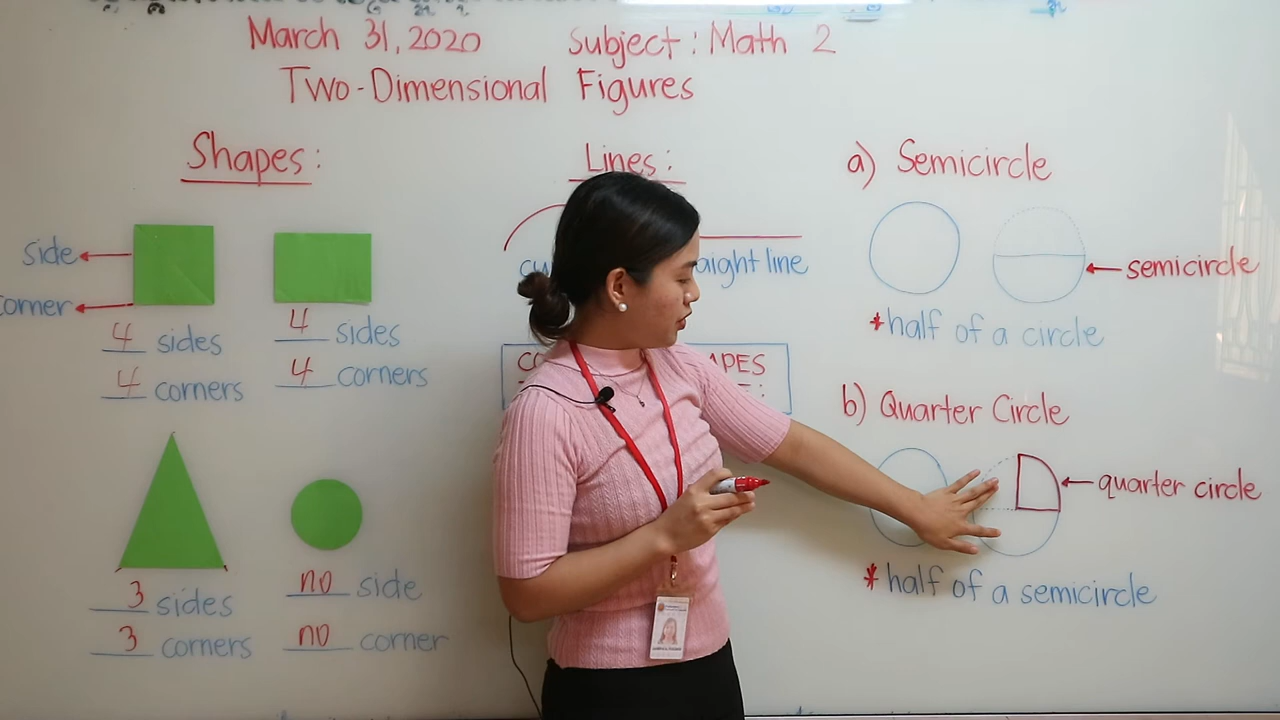 March 31, 2020 Subject: Math 2
Two-Dimensional Figures
Shapes:
side
corner
4 sides
4 corners
4 sides
4 corners
3 sides
3 corners
no side
no corner
Lines:
a) Semicircle
semicircle
*half of a circle
b) Quarter Circle
quarter circle
*half of a semicircle